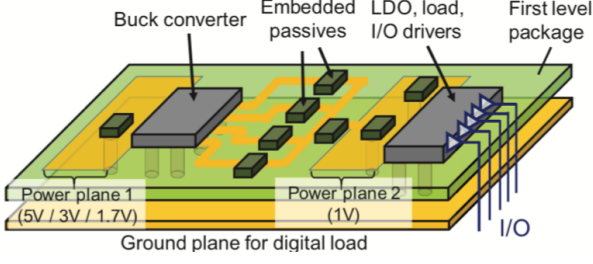 Buck converter
Embedded
passives
LDO, load,
I/O drivers
First level
package
Power plane 1
(5V / 3V / 1.7V)
Power plane 2
(1V)
I/O
Ground plane for digital load